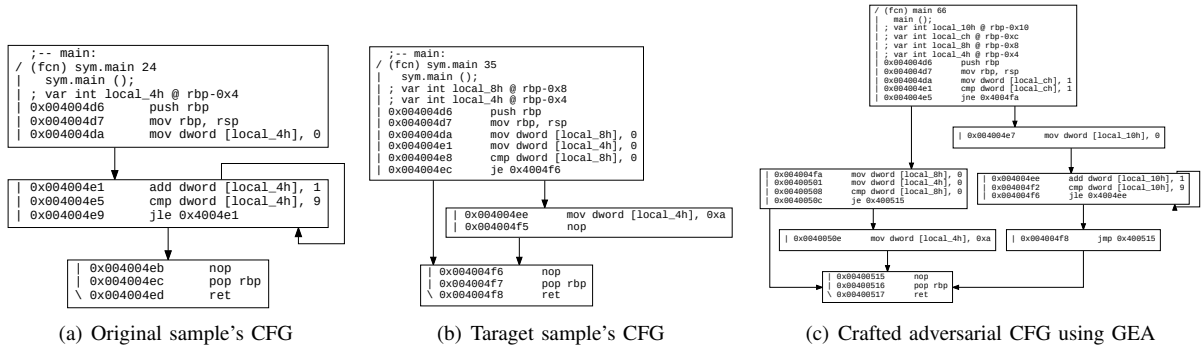 ;-- main:
/ (fcn) sym.main 24
| sym.main ();
| ; var int local_4h @ rbp-0x4
| 0x004004d6 push rbp
| 0x004004d7 mov rbp, rsp
| 0x004004da mov dword [local_4h], 0
| 0x004004e1 add dword [local_4h], 1
| 0x004004e5 cmp dword [local_4h], 9
| 0x004004e9 jle 0x4004e1
| 0x004004eb nop
| 0x004004ec pop rbp
\ 0x004004ed ret
(a) Original sample's CFG
;-- main:
/ (fcn) sym.main 35
| sym.main ();
| ; var int local_8h @ rbp-0x8
| ; var int local_4h @ rbp-0x4
| 0x004004d6 push rbp
| 0x004004d7 mov rbp, rsp
| 0x004004da mov dword [local_8h], 0
| 0x004004e1 mov dword [local_4h], 0
| 0x004004e8 cmp dword [local_8h], 0
| 0x004004ec je 0x4004f6
| 0x004004ee mov dword [local_4h], 0xa
| 0x004004f5 nop
| 0x004004f6 nop
| 0x004004f7 pop rbp
\ 0x004004f8 ret
(b) Taraget sample's CFG
/ (fcn) main 66
| main ();
| ; var int local_10h @ rbp-0x10
| ; var int local_ch @ rbp-0xc
| ; var int local_8h @ rbp-0x8
| ; var int local_4h @ rbp-0x4
| 0x004004d6 push rbp
| 0x004004d7 mov rbp, rsp
| 0x004004da mov dword [local_ch], 1
| 0x004004e1 cmp dword [local_ch], 1
| 0x004004e5 jne 0x4004fa
| 0x004004e7 mov dword [local_10h], 0
| 0x004004fa mov dword [local_8h], 0
| 0x00400501 mov dword [local_4h], 0
| 0x00400508 cmp dword [local_8h], 0
| 0x0040050c je 0x400515
| 0x004004ee add dword [local_10h], 1
| 0x004004f2 cmp dword [local_10h], 9
| 0x004004f6 jle 0x4004ee
| 0x0040050e mov dword [local_4h], 0xa
| 0x004004f8 jmp 0x400515
| 0x00400515 nop
| 0x00400516 pop rbp
\ 0x00400517 ret
(c) Crafted adversarial CFG using GEA